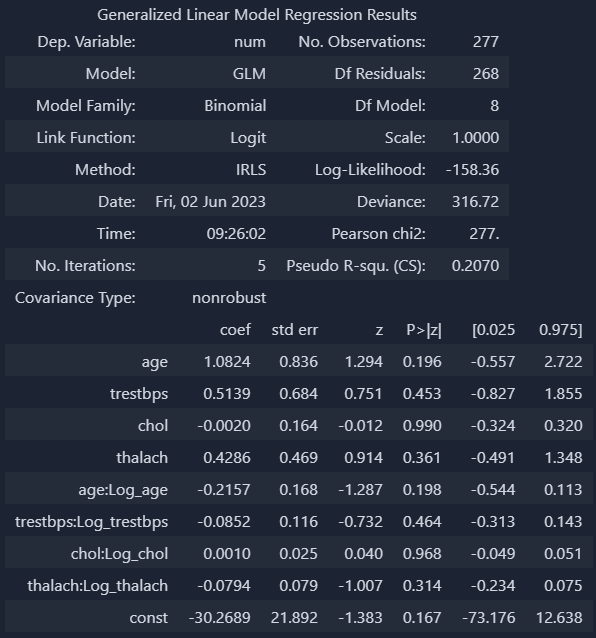 Generalized Linear Model Regression Results
Dep. Variable: num No. Observations: 277
Model: GLM Df Residuals: 268
Model Family: Binomial Df Model: 8
Link Function: Logit Scale: 1.0000
Method: IRLS Log-Likelihood: -158.36
Date: Fri, 02 Jun 2023 Deviance: 316.72
Time: 09:26:02 Pearson chi2: 277.
No. Iterations: 5 Pseudo R-squ. (CS): 0.2070
Covariance Type: nonrobust
coef std err z P>|z| [0.025 0.975]
age 1.0824 0.836 1.294 0.196 -0.557 2.722
trestbps 0.5139 0.684 0.751 0.453 -0.827 1.855
chol -0.0020 0.164 -0.012 0.990 -0.324 0.320
thalach 0.4286 0.469 0.914 0.361 -0.491 1.348
age:Log_age -0.2157 0.168 -1.287 0.198 -0.544 0.113
trestbps:Log_trestbps -0.0852 0.116 -0.732 0.464 -0.313 0.143
chol:Log_chol 0.0010 0.025 0.040 0.968 -0.049 0.051
thalach:Log_thalach -0.0794 0.079 -1.007 0.314 -0.234 0.075
const -30.2689 21.892 -1.383 0.167 -73.176 12.638